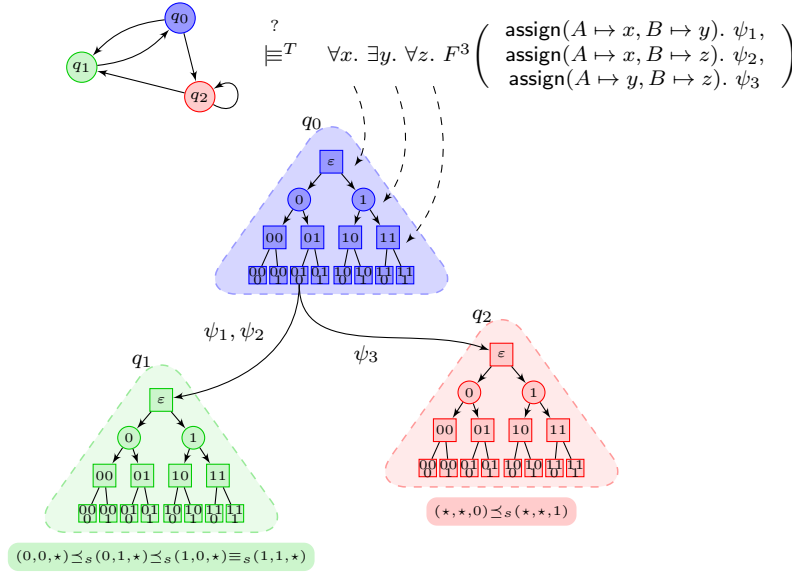 q₀
q₁
q₂
?
|≡ᵀ ∀x. ∃y. ∀z. F³( assign(A ↦ x, B ↦ y). ψ₁,
assign(A ↦ x, B ↦ z). ψ₂,
assign(A ↦ y, B ↦ z). ψ₃ )
q₀
ε
0 1
00 01 10 11
000 001 010 011 100 101 110 111
ψ₁, ψ₂
ψ₃
q₁
ε
0 1
00 01 10 11
000 001 010 011 100 101 110 111
(0,0,⋆)⪯ₛ(0,1,⋆)⪯ₛ(1,0,⋆)≡ₛ(1,1,⋆)
q₂
ε
0 1
00 01 10 11
000 001 010 011 100 101 110 111
(⋆,⋆,0)⪯ₛ(⋆,⋆,1)